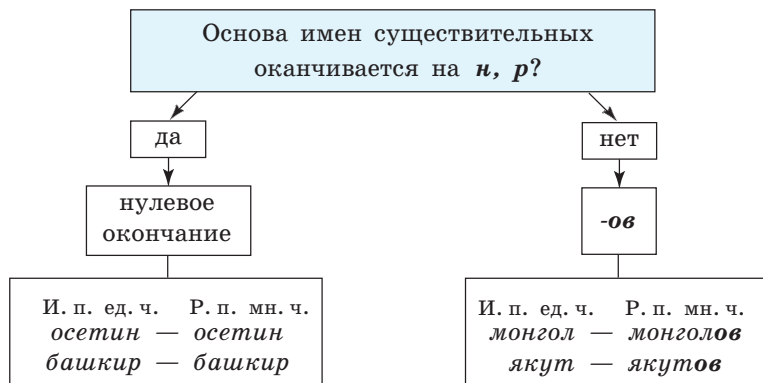 Основа имен существительных
оканчивается на н, р?
да
нет
нулевое
окончание
-ов
И. п. ед. ч. Р. п. мн. ч.
осетин — осетин
башкир — башкир
И. п. ед. ч. Р. п. мн. ч.
монгол — монголов
якут — якутов